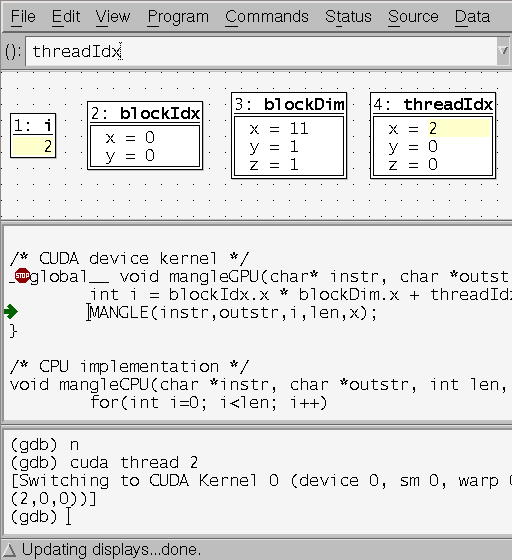 File Edit View Program Commands Status Source Data
(): threadIdx
1: i
2
2: blockIdx
x = 0
y = 0
3: blockDim
x = 11
y = 1
z = 1
4: threadIdx
x = 2
y = 0
z = 0
/* CUDA device kernel */
STOP global__ void mangleGPU(char* instr, char *outst
int i = blockIdx.x * blockDim.x + threadId
MANGLE(instr,outstr,i,len,x);
}
/* CPU implementation */
void mangleCPU(char *instr, char *outstr, int len,
for(int i=0; i<len; i++)
(gdb) n
(gdb) cuda thread 2
[Switching to CUDA Kernel 0 (device 0, sm 0, warp 0
(2,0,0))]
(gdb)
Updating displays...done.